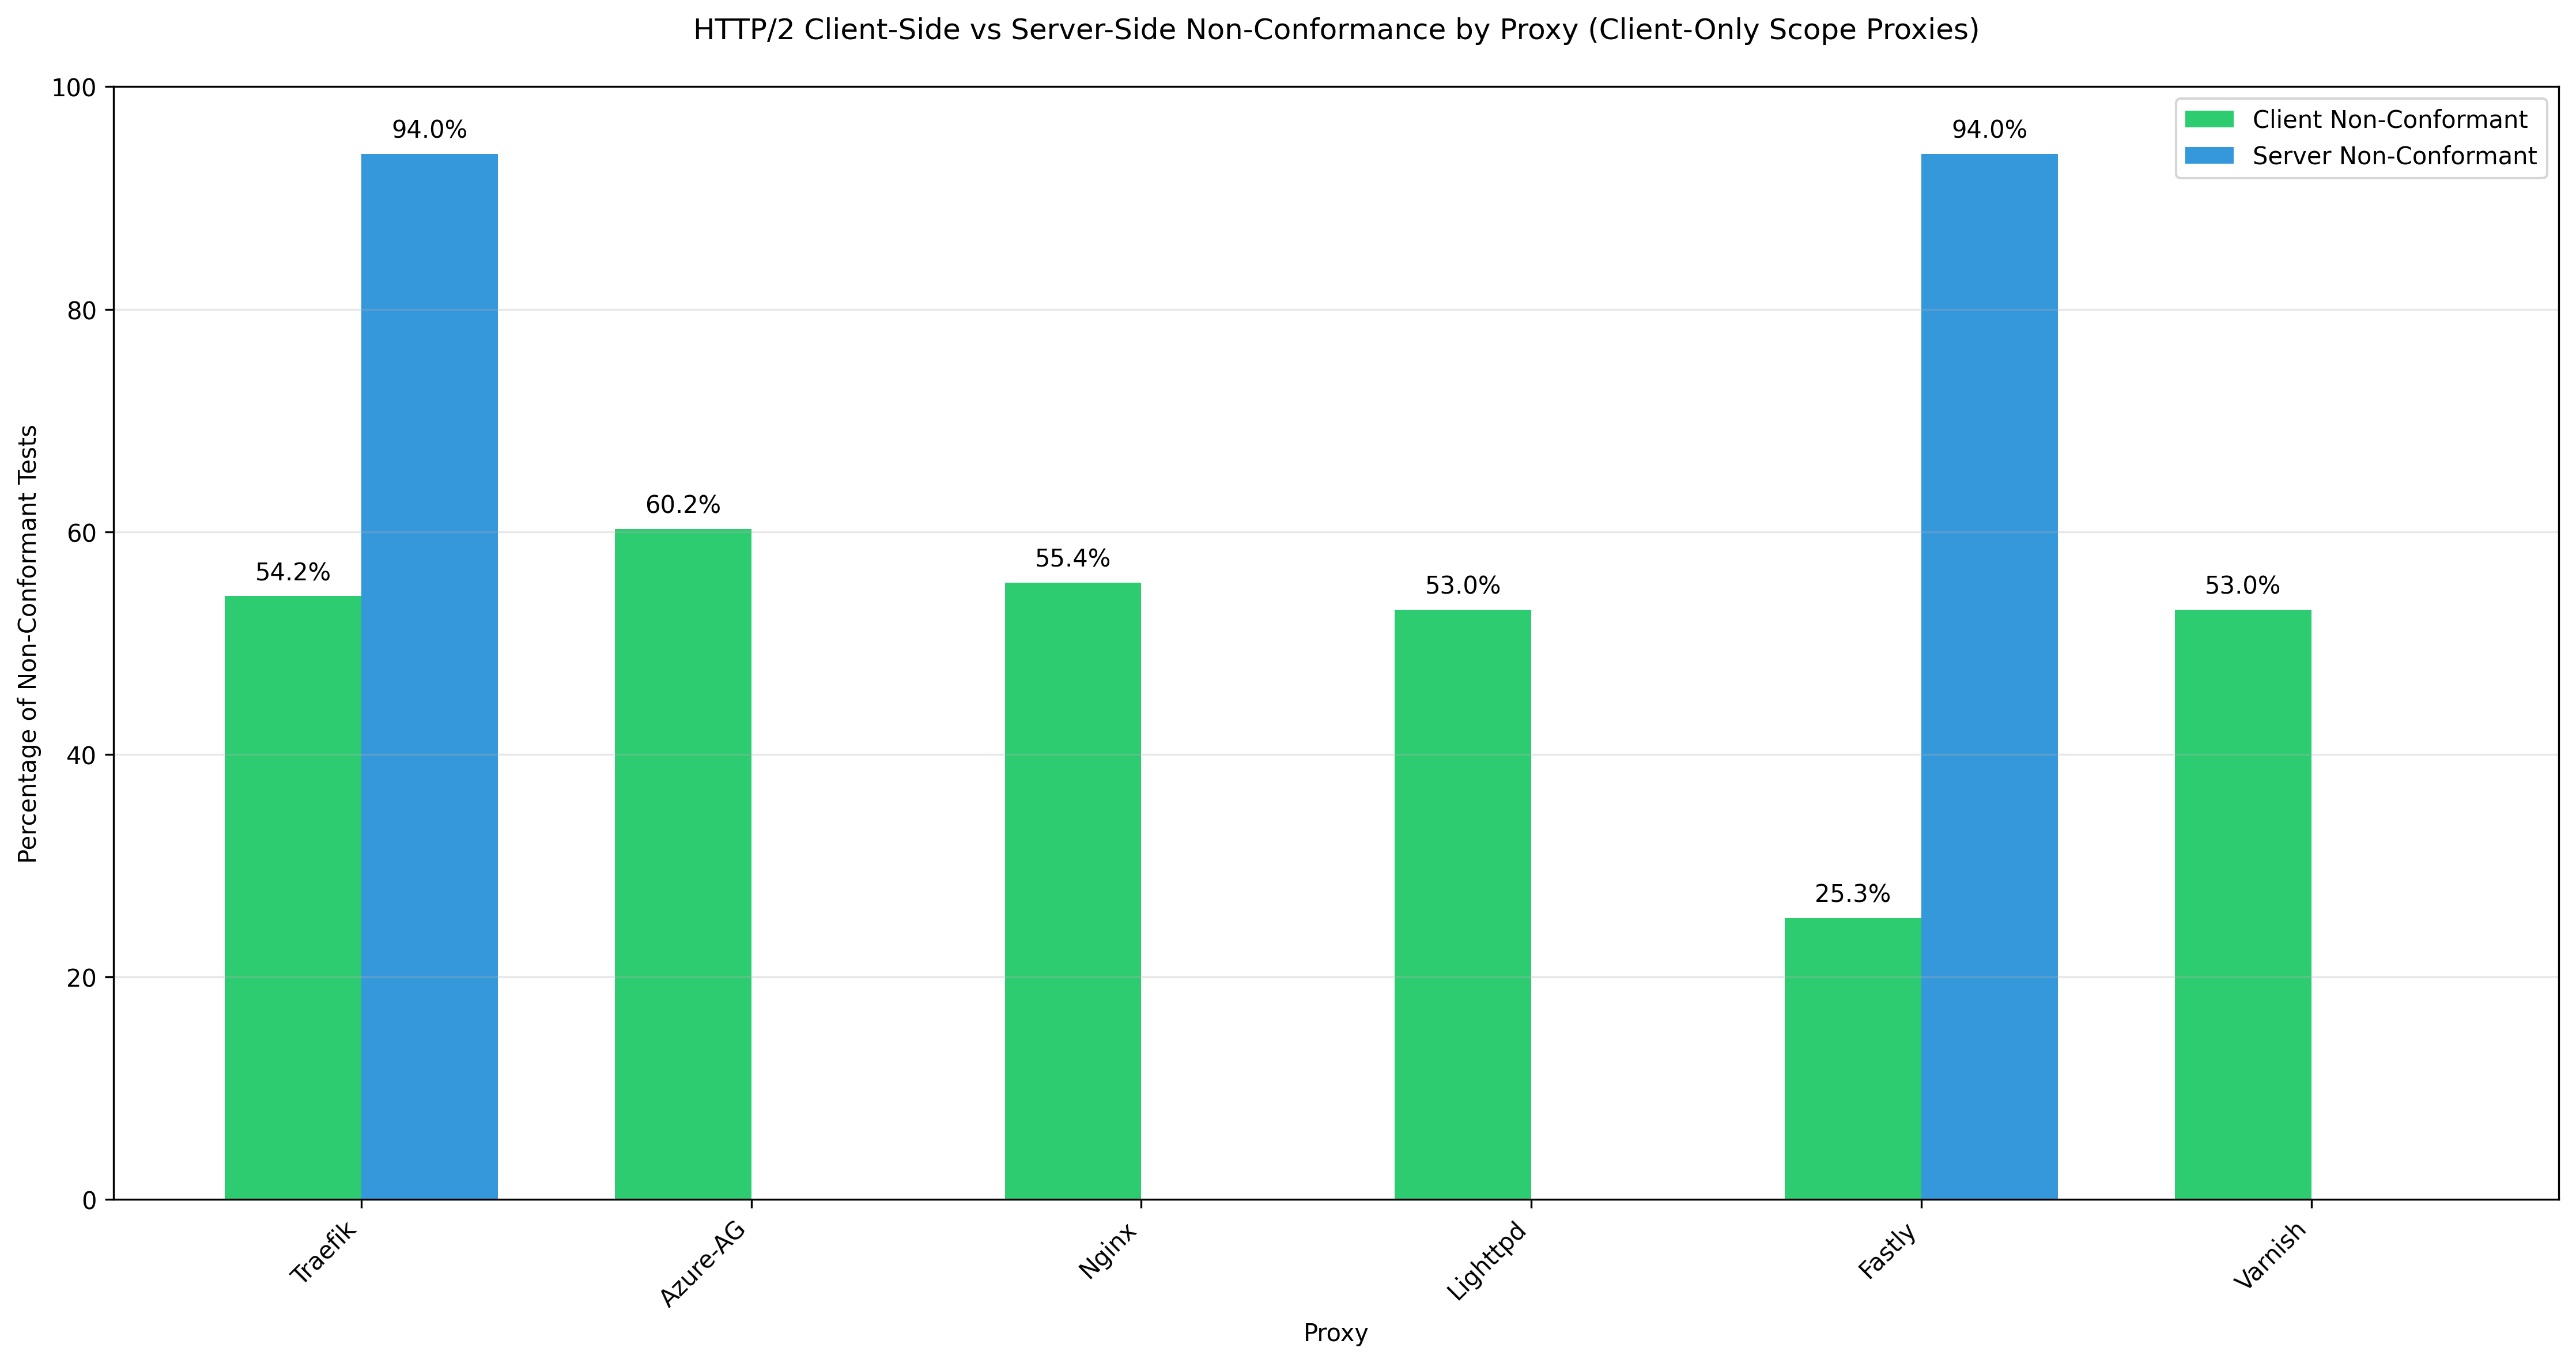 HTTP/2 Client-Side vs Server-Side Non-Conformance by Proxy (Client-Only Scope Proxies)
Client Non-Conformant
Server Non-Conformant
Percentage of Non-Conformant Tests
100
80
60
40
20
0
54.2%
94.0%
60.2%
55.4%
53.0%
25.3%
94.0%
53.0%
Traefik
Azure-AG
Nginx
Lighttpd
Fastly
Varnish
Proxy